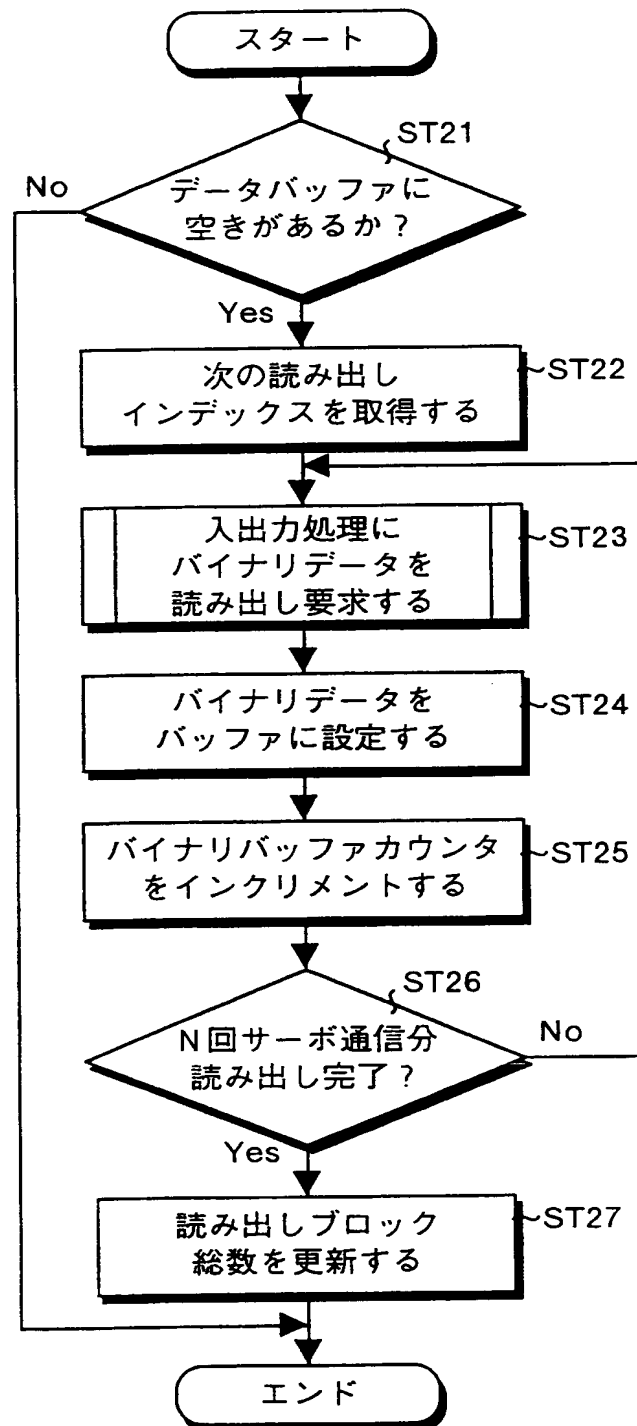 スタート
ST21
No
データバッファに
空きがあるか?
Yes
次の読み出し
インデックスを取得する
ST22
入出力処理に
バイナリデータを
読み出し要求する
ST23
バイナリデータを
バッファに設定する
ST24
バイナリバッファカウンタ
をインクリメントする
ST25
ST26
N回サーボ通信分
読み出し完了?
No
Yes
読み出しブロック
総数を更新する
ST27
エンド